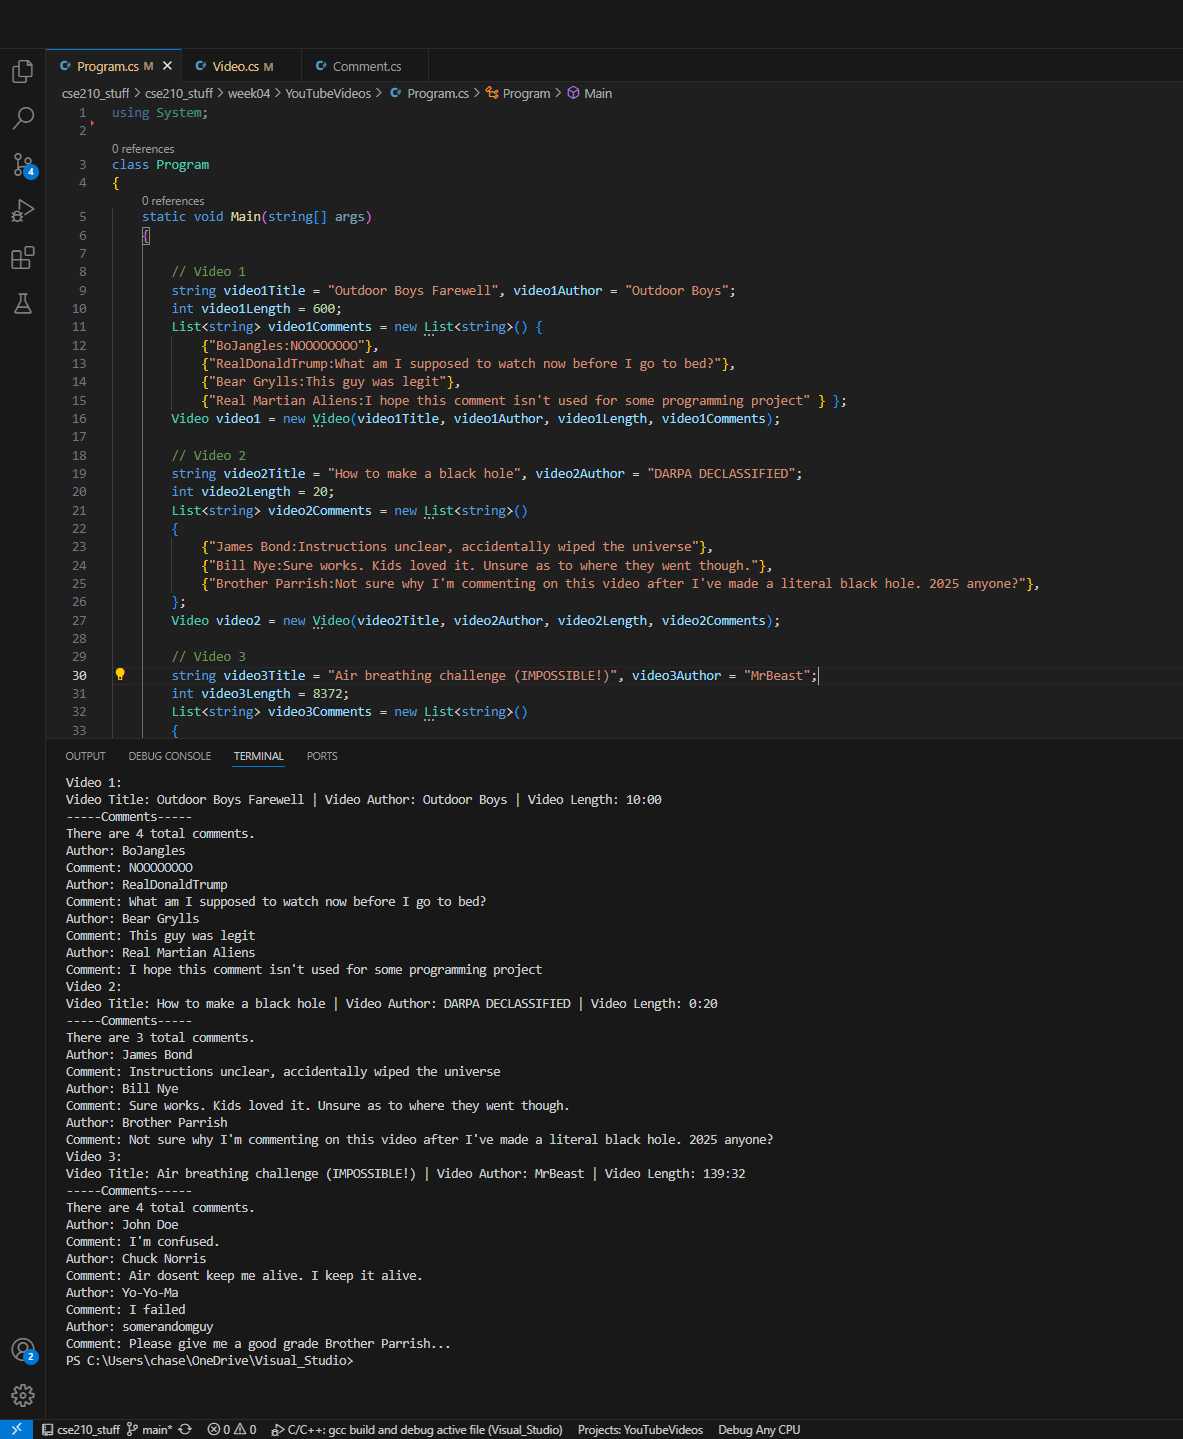 Program.cs M ✕ Video.cs M Comment.cs
cse210_stuff > cse210_stuff > week04 > YouTubeVideos > Program.cs > Program > Main
1 using System;
2
0 references
3 class Program
4 {
0 references
5 static void Main(string[] args)
6 {
7
8 // Video 1
9 string video1Title = "Outdoor Boys Farewell", video1Author = "Outdoor Boys";
10 int video1Length = 600;
11 List<string> video1Comments = new List<string>() {
12 {"BoJangles:NOOOOOOOO"},
13 {"RealDonaldTrump:What am I supposed to watch now before I go to bed?"},
14 {"Bear Grylls:This guy was legit"},
15 {"Real Martian Aliens:I hope this comment isn't used for some programming project" } };
16 Video video1 = new Video(video1Title, video1Author, video1Length, video1Comments);
17
18 // Video 2
19 string video2Title = "How to make a black hole", video2Author = "DARPA DECLASSIFIED";
20 int video2Length = 20;
21 List<string> video2Comments = new List<string>()
22 {
23 {"James Bond:Instructions unclear, accidentally wiped the universe"},
24 {"Bill Nye:Sure works. Kids loved it. Unsure as to where they went though."},
25 {"Brother Parrish:Not sure why I'm commenting on this video after I've made a literal black hole. 2025 anyone?"},
26 };
27 Video video2 = new Video(video2Title, video2Author, video2Length, video2Comments);
28
29 // Video 3
30 string video3Title = "Air breathing challenge (IMPOSSIBLE!)", video3Author = "MrBeast";
31 int video3Length = 8372;
32 List<string> video3Comments = new List<string>()
33 {
OUTPUT DEBUG CONSOLE TERMINAL PORTS
Video 1:
Video Title: Outdoor Boys Farewell | Video Author: Outdoor Boys | Video Length: 10:00
-----Comments-----
There are 4 total comments.
Author: BoJangles
Comment: NOOOOOOOO
Author: RealDonaldTrump
Comment: What am I supposed to watch now before I go to bed?
Author: Bear Grylls
Comment: This guy was legit
Author: Real Martian Aliens
Comment: I hope this comment isn't used for some programming project
Video 2:
Video Title: How to make a black hole | Video Author: DARPA DECLASSIFIED | Video Length: 0:20
-----Comments-----
There are 3 total comments.
Author: James Bond
Comment: Instructions unclear, accidentally wiped the universe
Author: Bill Nye
Comment: Sure works. Kids loved it. Unsure as to where they went though.
Author: Brother Parrish
Comment: Not sure why I'm commenting on this video after I've made a literal black hole. 2025 anyone?
Video 3:
Video Title: Air breathing challenge (IMPOSSIBLE!) | Video Author: MrBeast | Video Length: 139:32
-----Comments-----
There are 4 total comments.
Author: John Doe
Comment: I'm confused.
Author: Chuck Norris
Comment: Air dosent keep me alive. I keep it alive.
Author: Yo-Yo-Ma
Comment: I failed
Author: somerandomguy
Comment: Please give me a good grade Brother Parrish...
PS C:\Users\chase\OneDrive\Visual_Studio>
4
2
cse210_stuff main* 0 0 C/C++: gcc build and debug active file (Visual_Studio) Projects: YouTubeVideos Debug Any CPU